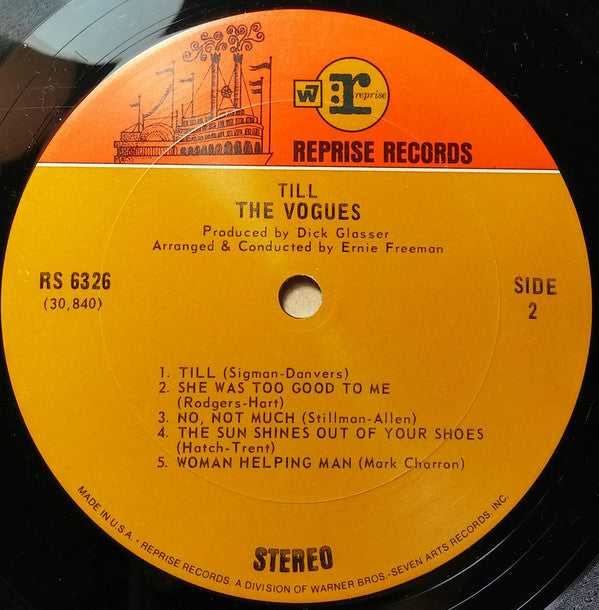 W7
r
reprise
REPRISE RECORDS
TILL
THE VOGUES
Produced by Dick Glasser
Arranged & Conducted by Ernie Freeman
RS 6326
(30,840)
SIDE
2
1. TILL (Sigman-Danvers)
2. SHE WAS TOO GOOD TO ME
(Rodgers-Hart)
3. NO, NOT MUCH (Stillman-Allen)
4. THE SUN SHINES OUT OF YOUR SHOES
(Hatch-Trent)
5. WOMAN HELPING MAN (Mark Charron)
STEREO
MADE IN U.S.A. • REPRISE RECORDS, A DIVISION OF WARNER BROS.-SEVEN ARTS RECORDS, INC.